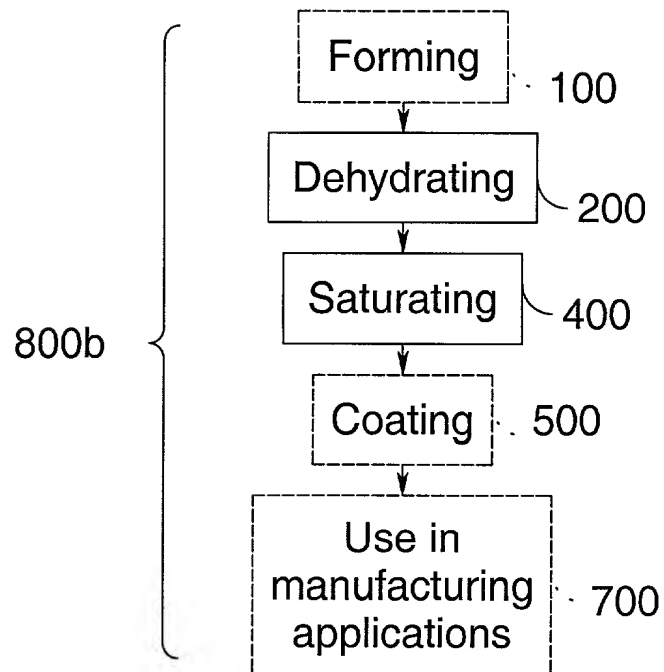 Forming
100
Dehydrating
200
Saturating
400
800b
Coating
500
Use in
manufacturing
applications
700